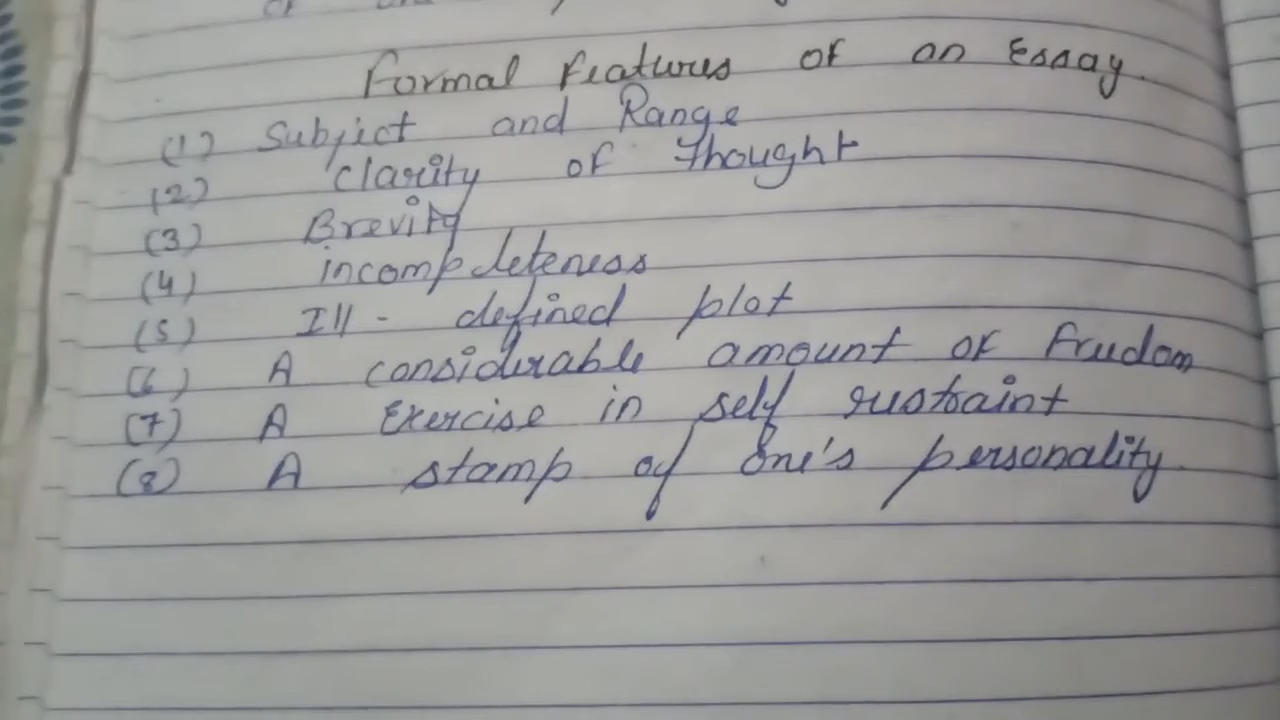 Formal Features of an Essay.
(1) Subject and Range
(2) Clarity of Thought
(3) Brevity
(4) incompleteness
(5) Ill-defined plot
(6) A considerable amount of Freedom
(7) A Exercise in self restraint
(8) A stamp of One's personality.